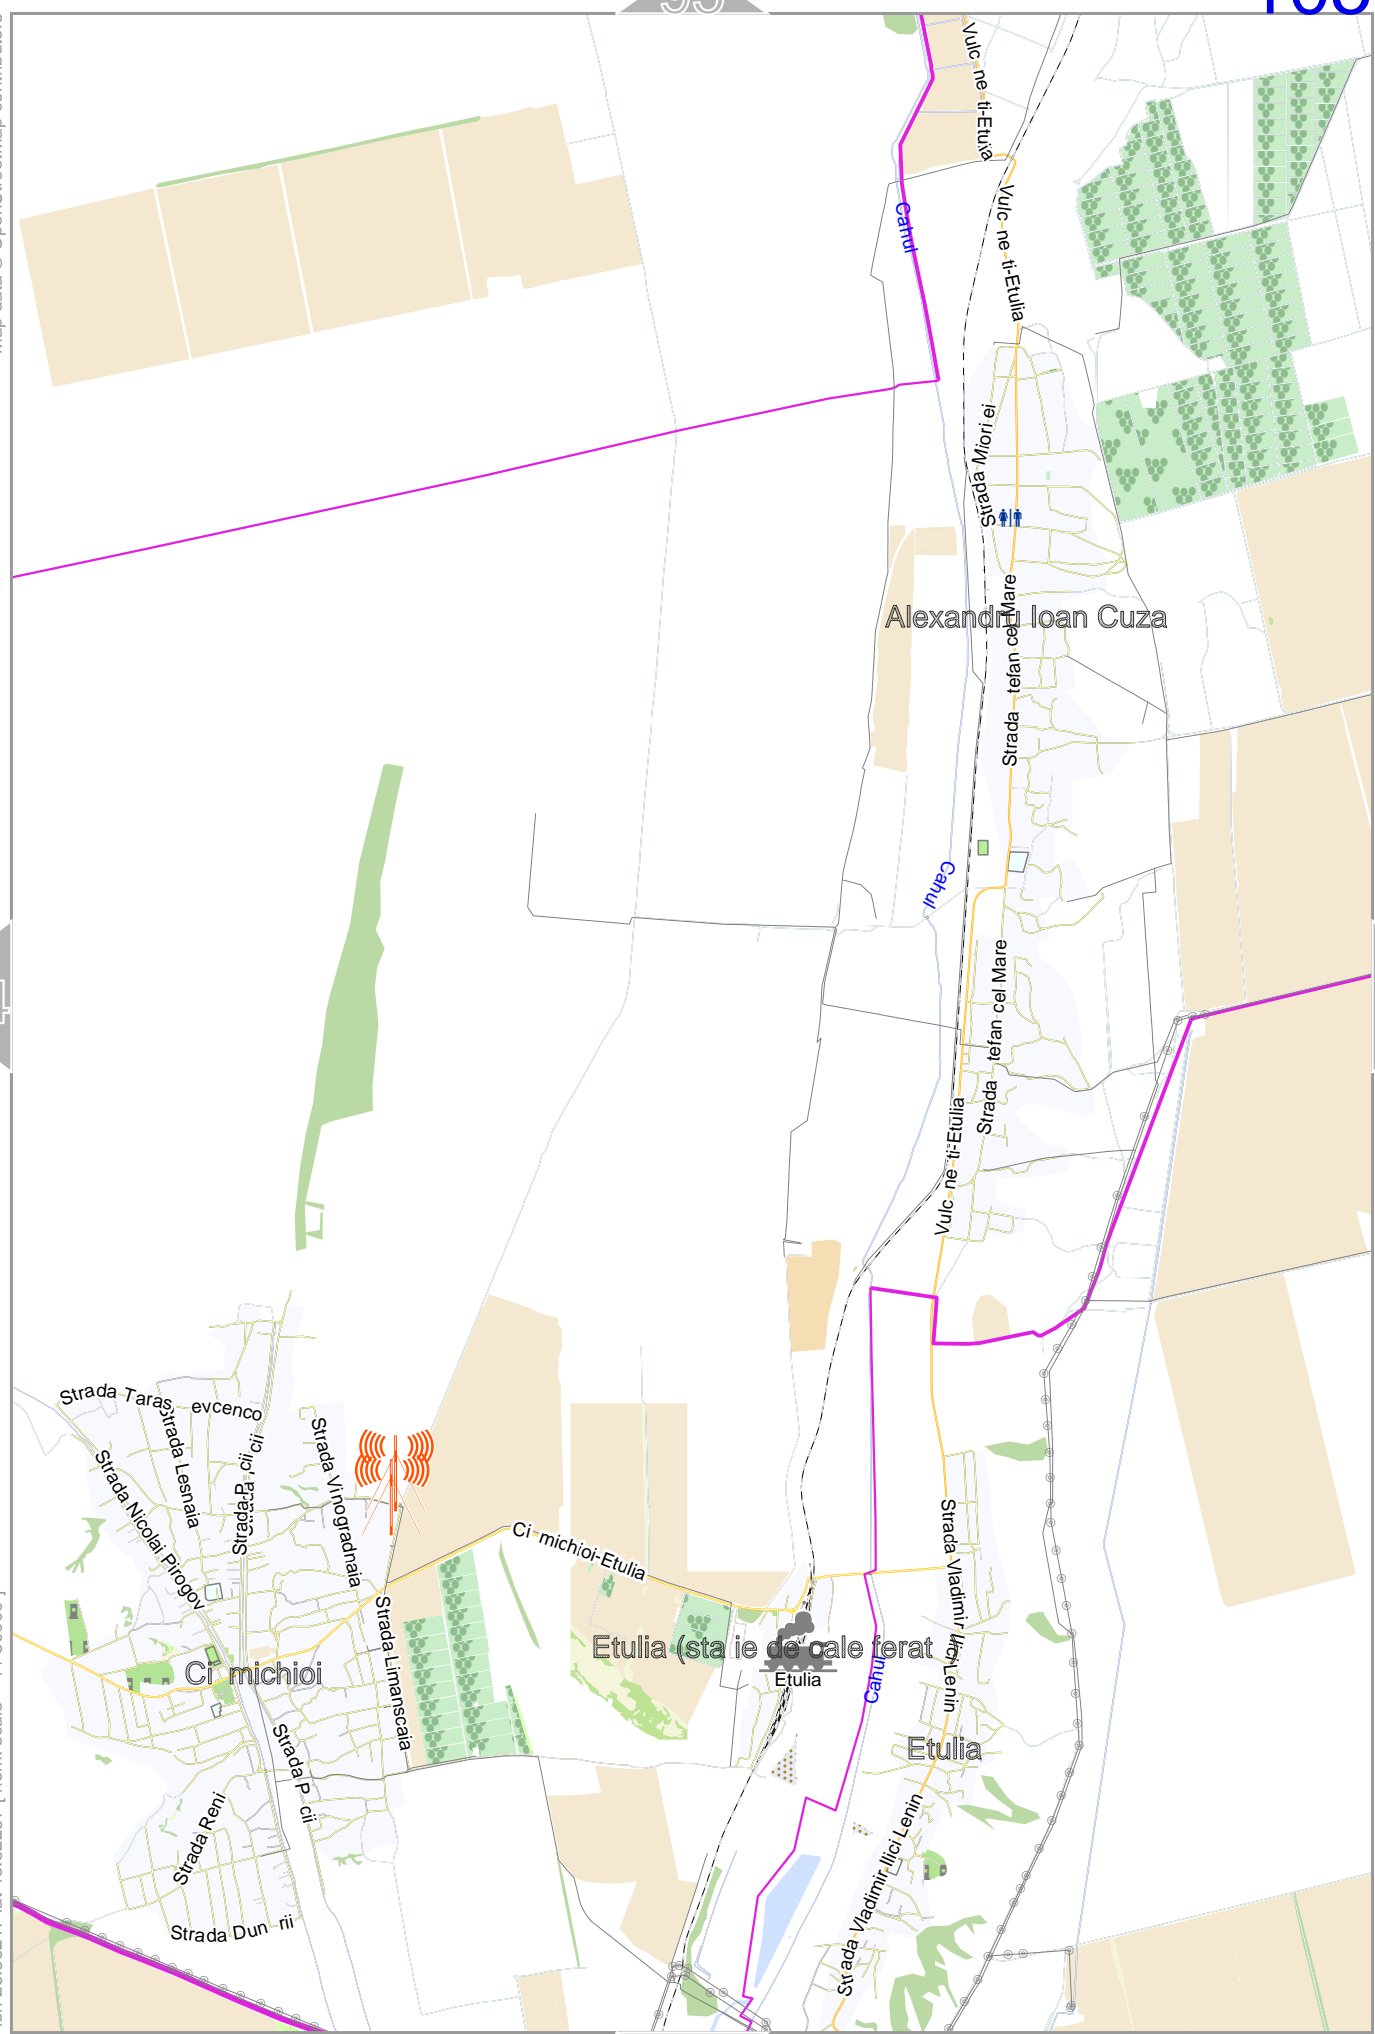 Vulc ne ti-Etulia
Cahul
Vulc ne ti-Etulia
Strada Miori ei
Alexandru Ioan Cuza
Strada tefan cel Mare
Cahul
Strada tefan cel Mare
Vulc ne ti-Etulia
Strada Taras evcenco
Strada Lesnaia
Strada P cii
Strada P cii
Strada Vinogradnaia
Strada Nicolai Pirogov
Ci michioi-Etulia
Strada Vladimir Ilici Lenin
Etulia (sta ie de cale ferat
Etulia
Ci michioi
Strada Limanscaia
Cahul
Etulia
Strada P cii
Strada Reni
Strada Vladimir Ilici Lenin
Strada Dun rii